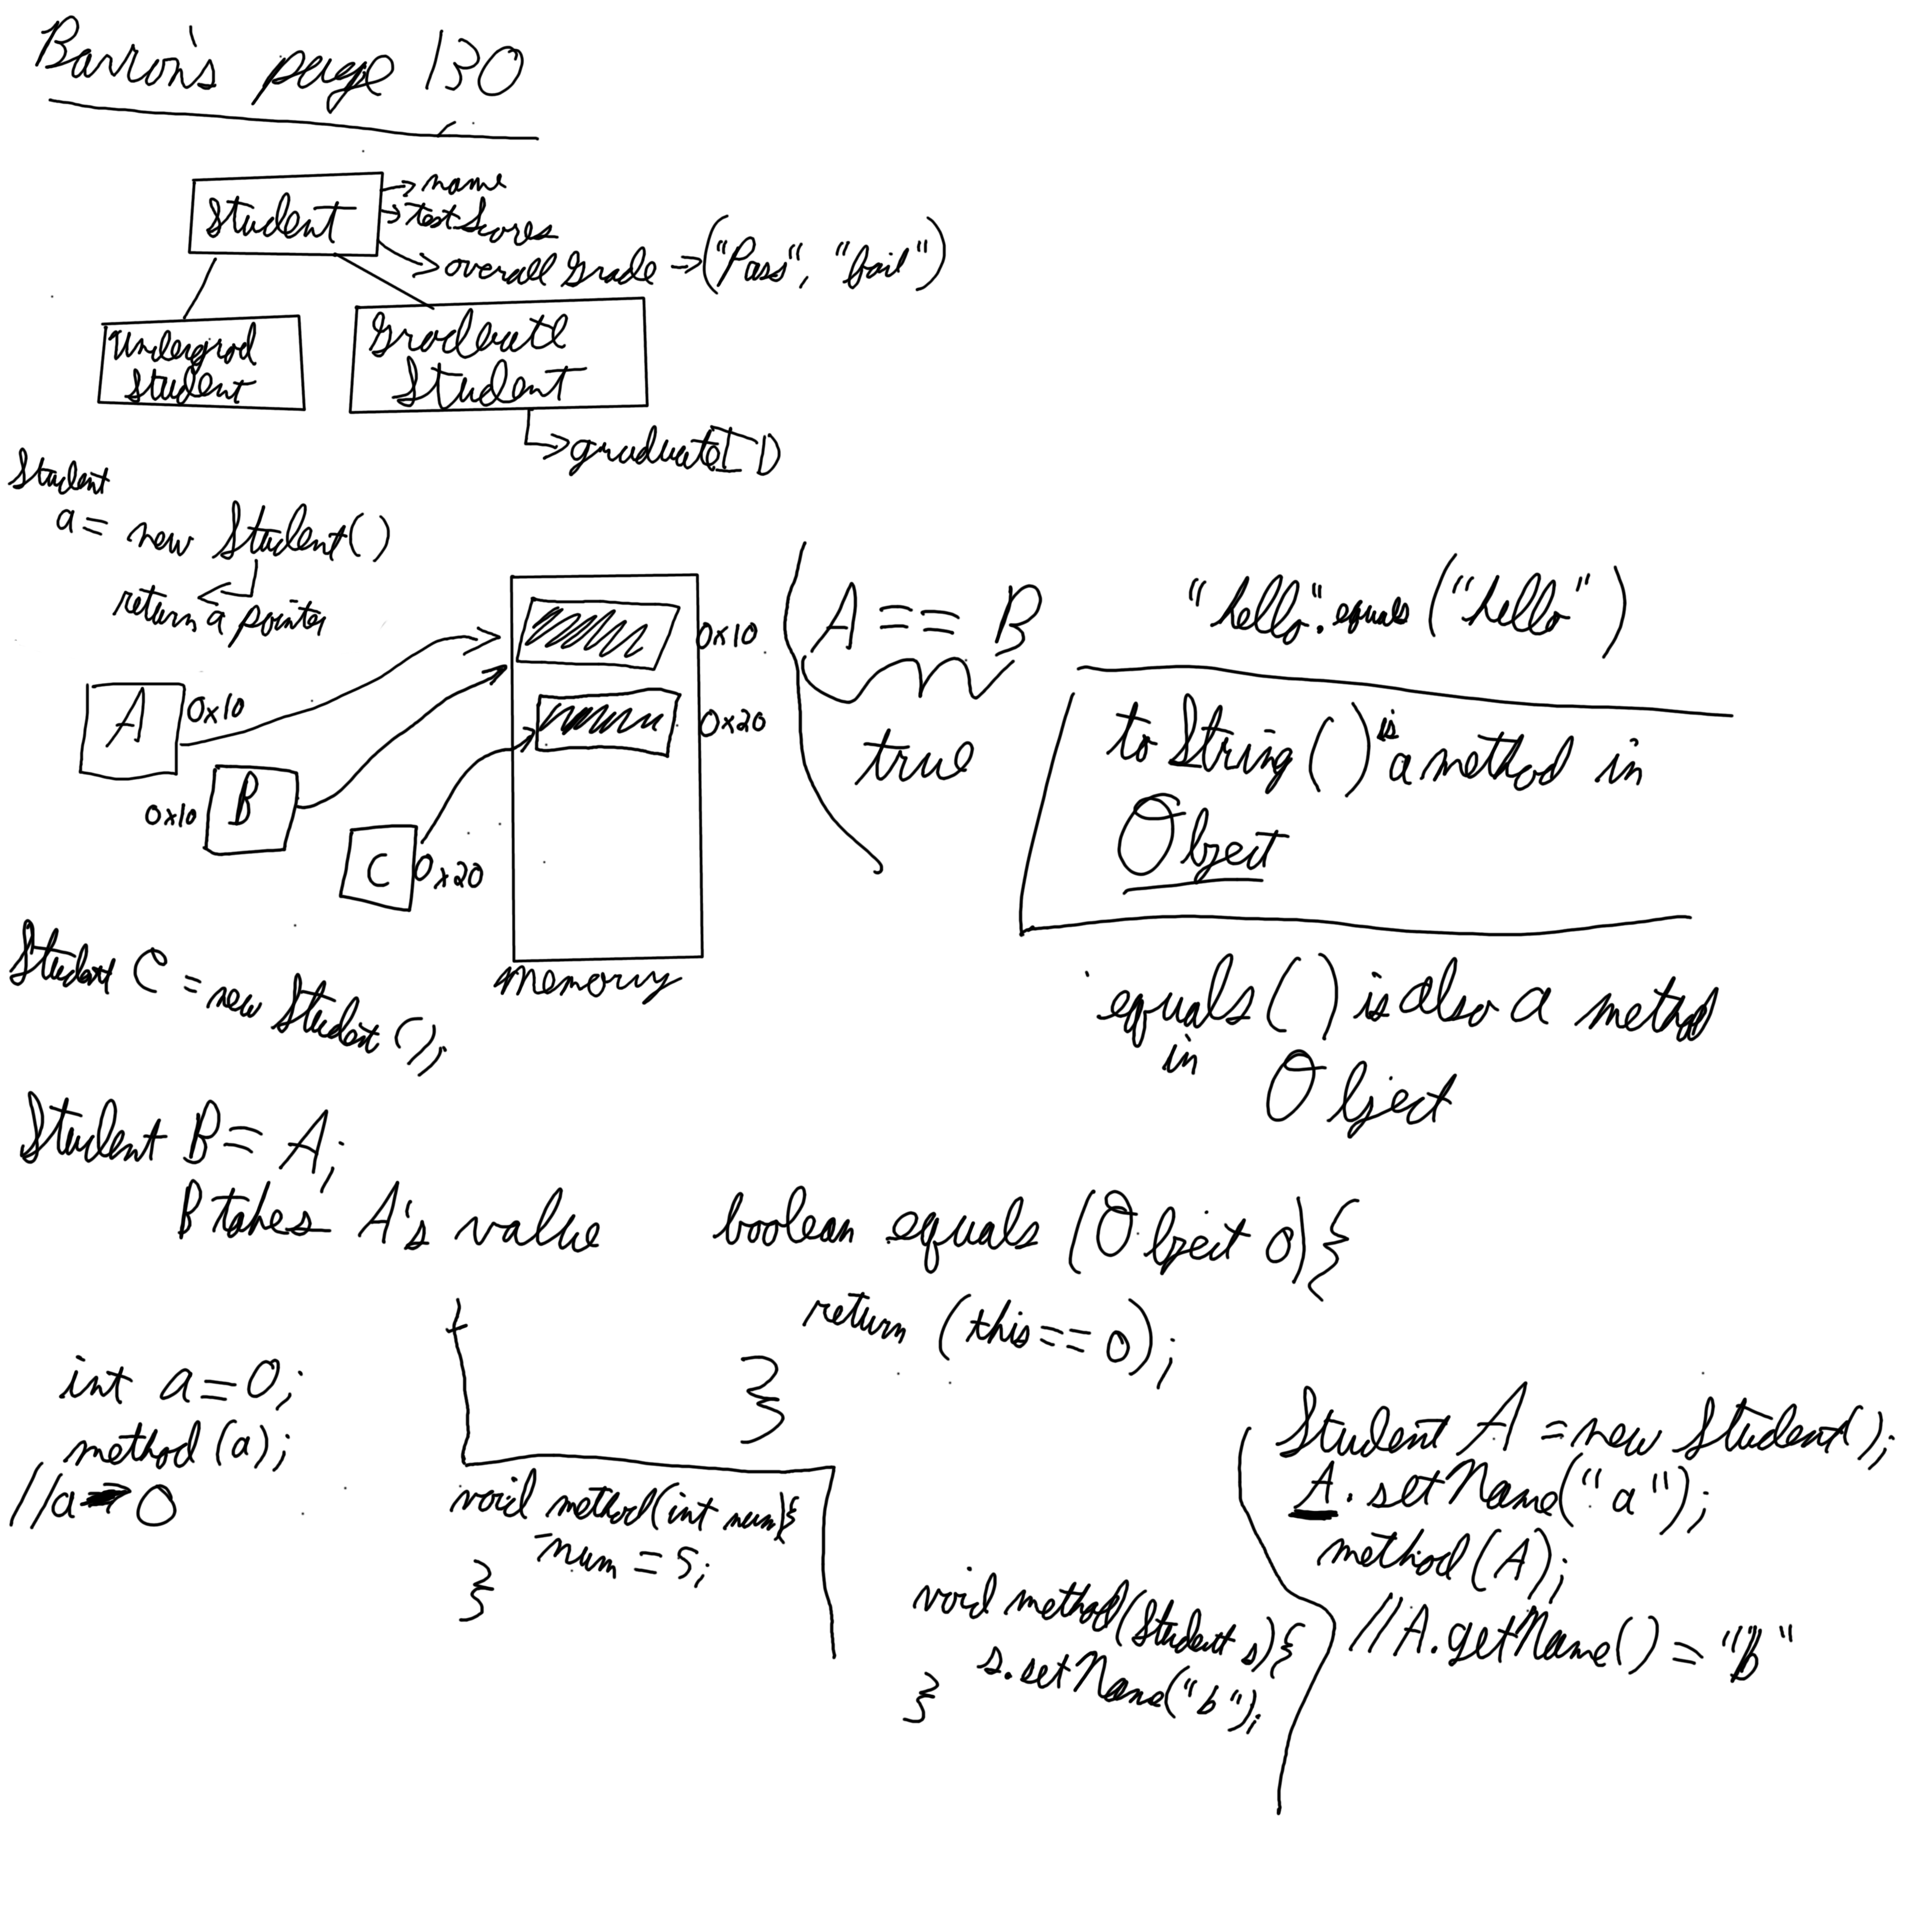 Barron's page 130
Student
name
test scores
overall grade → ("Pass", "fail")
Undergrad
Student
Graduate
Student
graduateID
Student
a = new Student()
return a pointer
A
0x10
0x10
B
C
0x20
0x10
0x20
memory
A == B
true
"hello".equals("hello")
toString() is a method in
Object
equals() is also a method
in Object
Student C = new Student();
Student B = A;
B takes A's value
boolean equals (Object o){
return (this == o);
}
int a = 0;
method (a);
//a = 0
void method(int num){
num = 5;
}
void method(Student s){
s.setName("b");
}
Student A = new Student();
A.setName("a");
method(A);
//A.getName() = "b"